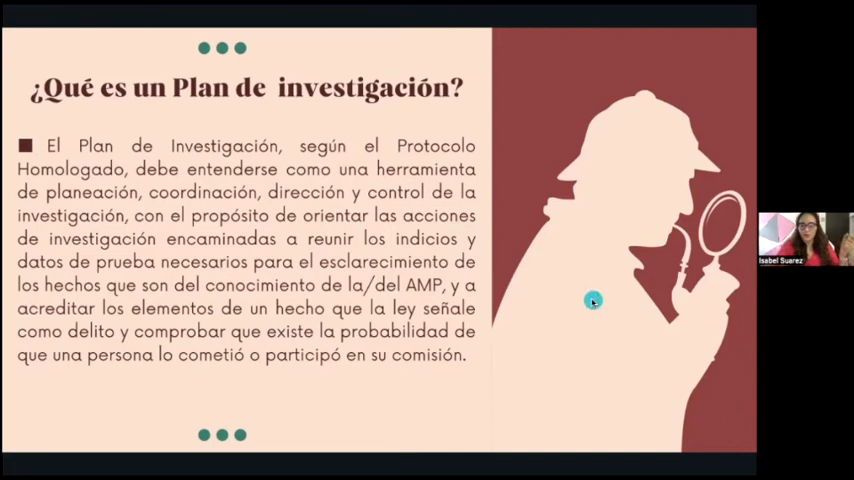 ¿Qué es un Plan de investigación?
■ El Plan de Investigación, según el Protocolo
Homologado, debe entenderse como una herramienta
de planeación, coordinación, dirección y control de la
investigación, con el propósito de orientar las acciones
de investigación encaminadas a reunir los indicios y
datos de prueba necesarios para el esclarecimiento de
los hechos que son del conocimiento de la/del AMP, y a
acreditar los elementos de un hecho que la ley señale
como delito y comprobar que existe la probabilidad de
que una persona lo cometió o participó en su comisión.
Isabel Suarez